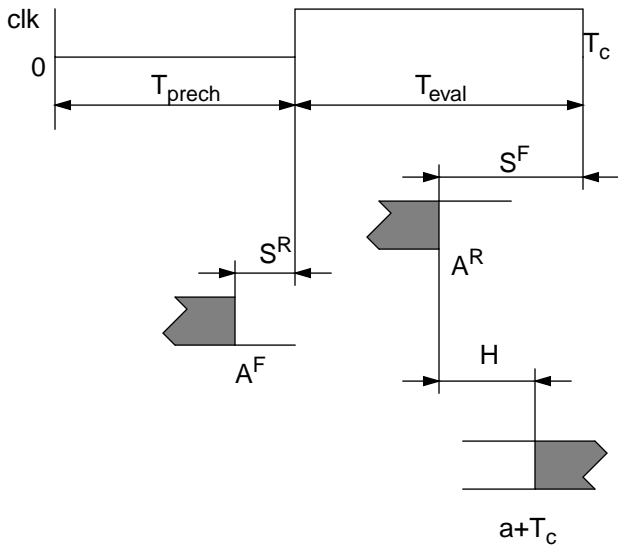 clk
0
T_c
T_prech
T_eval
S^F
S^R
A^R
A^F
H
a+T_c